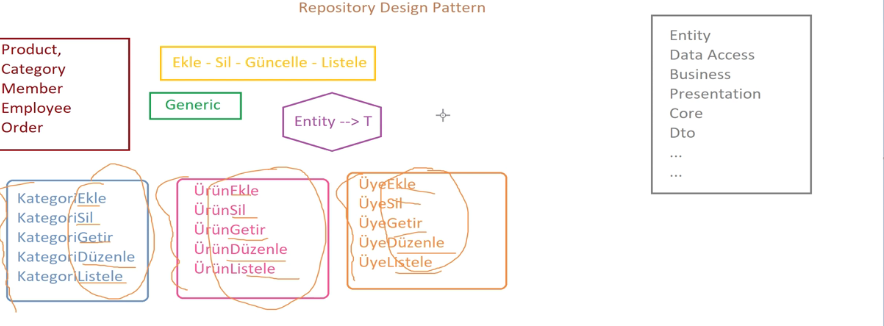 Repository Design Pattern
Product,
Category
Member
Employee
Order
Ekle - Sil - Güncelle - Listele
Generic
Entity --> T
Entity
Data Access
Business
Presentation
Core
Dto
...
...
KategoriEkle
KategoriSil
KategoriGetir
KategoriDüzenle
KategoriListele
ÜrünEkle
ÜrünSil
ÜrünGetir
ÜrünDüzenle
ÜrünListele
ÜyeEkle
ÜyeSil
ÜyeGetir
ÜyeDüzenle
ÜyeListele